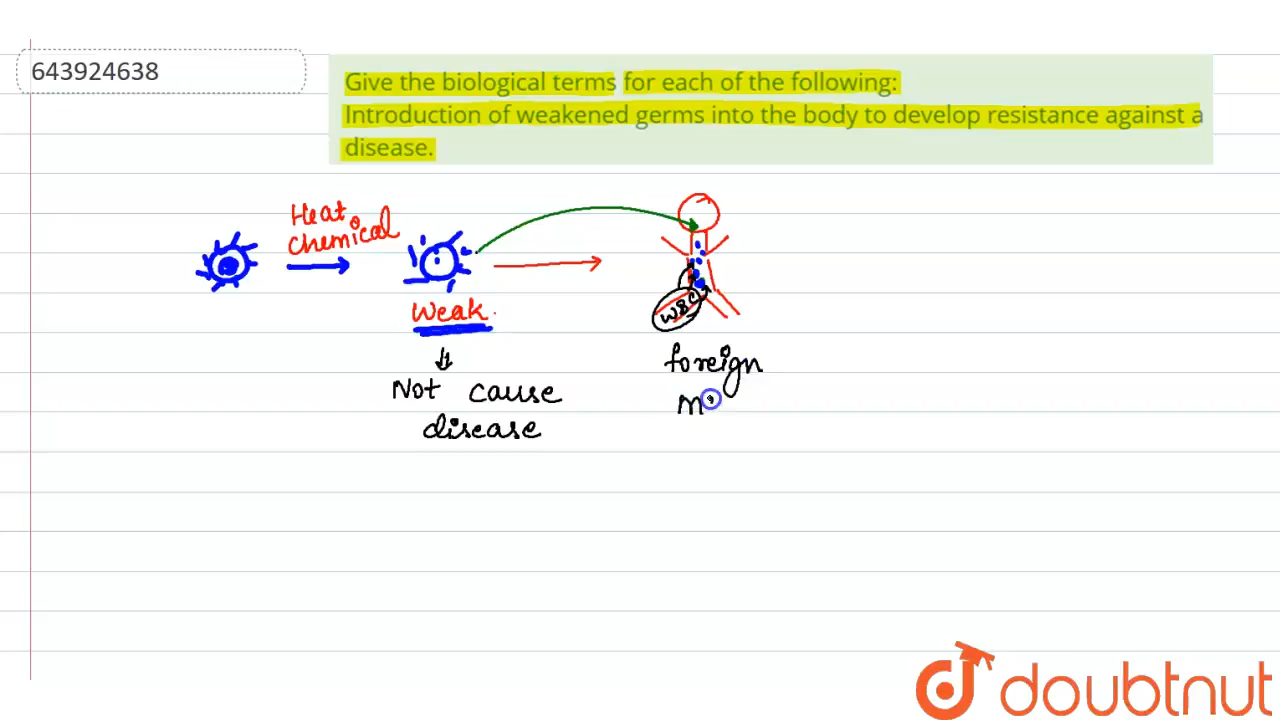 643924638
Give the biological terms for each of the following:
Introduction of weakened germs into the body to develop resistance against a
disease.
Heat
Chemical
Weak
WBC
Not cause
disease
foreign
m
doubtnut